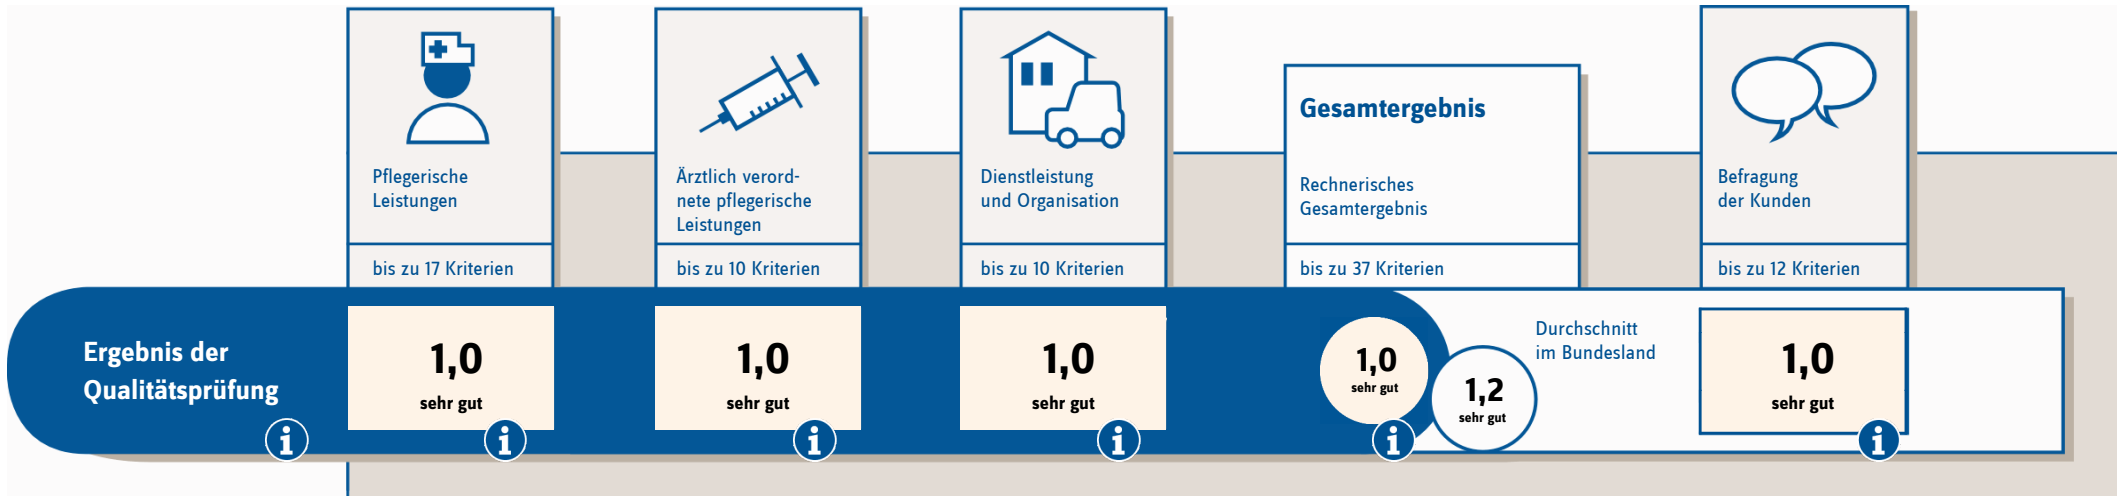 Pflegerische
Leistungen
bis zu 17 Kriterien
Ärztlich verord-
nete pflegerische
Leistungen
bis zu 10 Kriterien
Dienstleistung
und Organisation
bis zu 10 Kriterien
Gesamtergebnis
Rechnerisches
Gesamtergebnis
bis zu 37 Kriterien
Befragung
der Kunden
bis zu 12 Kriterien
Ergebnis der
Qualitätsprüfung
i
1,0
sehr gut
i
1,0
sehr gut
i
1,0
sehr gut
i
1,0
sehr gut
i
1,2
sehr gut
Durchschnitt
im Bundesland
1,0
sehr gut
i